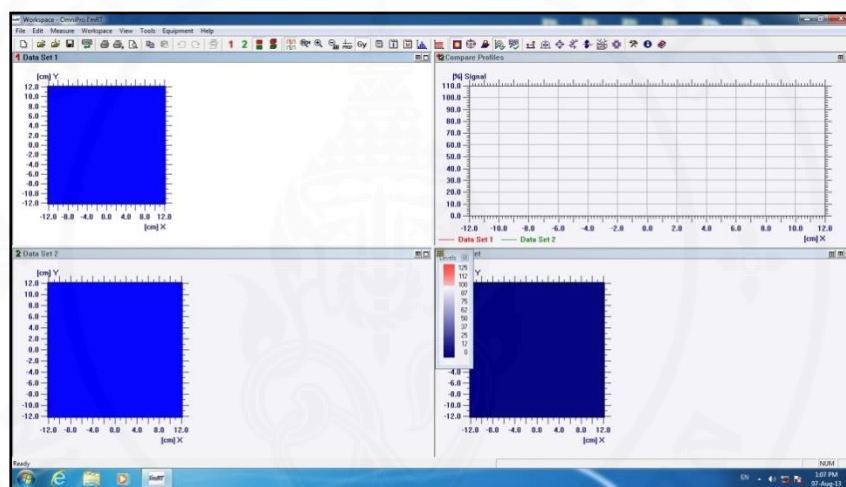 Workspace - OmniPro ImRT
File Edit Measure Workspace View Tools Equipment Help
1 2 Gy
1 Data Set 1
[cm] Y
12.0
10.0
8.0
6.0
4.0
2.0
0.0
-2.0
-4.0
-6.0
-8.0
-10.0
-12.0
-12.0 -8.0 -4.0 0.0 4.0 8.0 12.0
[cm] X
Compare Profiles
[%] Signal
110.0
100.0
90.0
80.0
70.0
60.0
50.0
40.0
30.0
20.0
10.0
0.0
-12.0 -10.0 -8.0 -6.0 -4.0 -2.0 0.0 2.0 4.0 6.0 8.0 10.0 12.0
Data Set 1 Data Set 2 [cm] X
2 Data Set 2
[cm] Y
12.0
10.0
8.0
6.0
4.0
2.0
0.0
-2.0
-4.0
-6.0
-8.0
-10.0
-12.0
-12.0 -8.0 -4.0 0.0 4.0 8.0 12.0
[cm] X
Levels
125
112
100
87
75
62
50
37
25
12
0
Y
-4.0
-6.0
-8.0
-10.0
-12.0
-12.0 -8.0 -4.0 0.0 4.0 8.0 12.0
[cm] X
Ready NUM
ImRT EN 1:07 PM
07-Aug-13